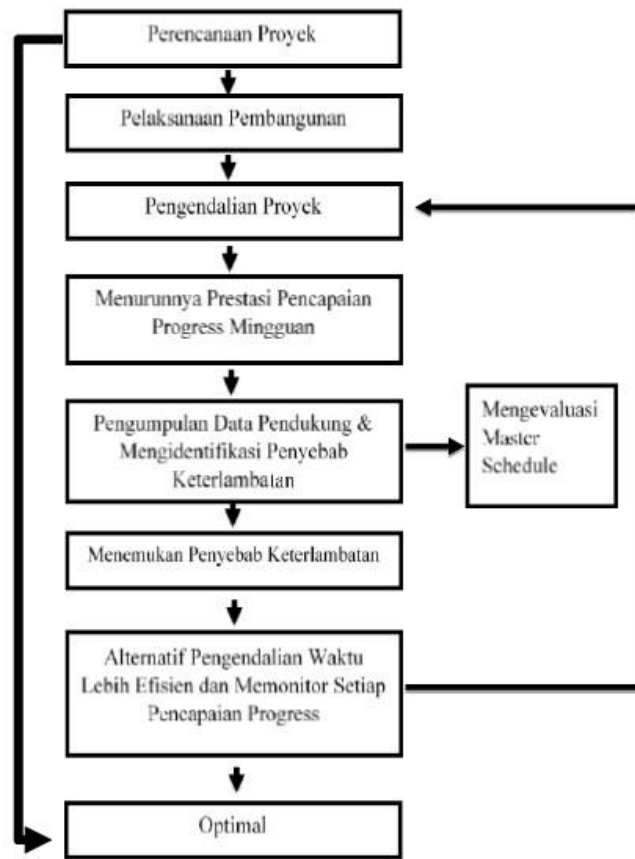 Perencanaan Proyek
Pelaksanaan Pembangunan
Pengendalian Proyek
Menurunnya Prestasi Pencapaian
Progress Mingguan
Pengumpulan Data Pendukung &
Mengidentifikasi Penyebab
Keterlambatan
Mengevaluasi
Master
Schedule
Menemukan Penyebab Keterlambatan
Alternatif Pengendalian Waktu
Lebih Efisien dan Memonitor Setiap
Pencapaian Progress
Optimal